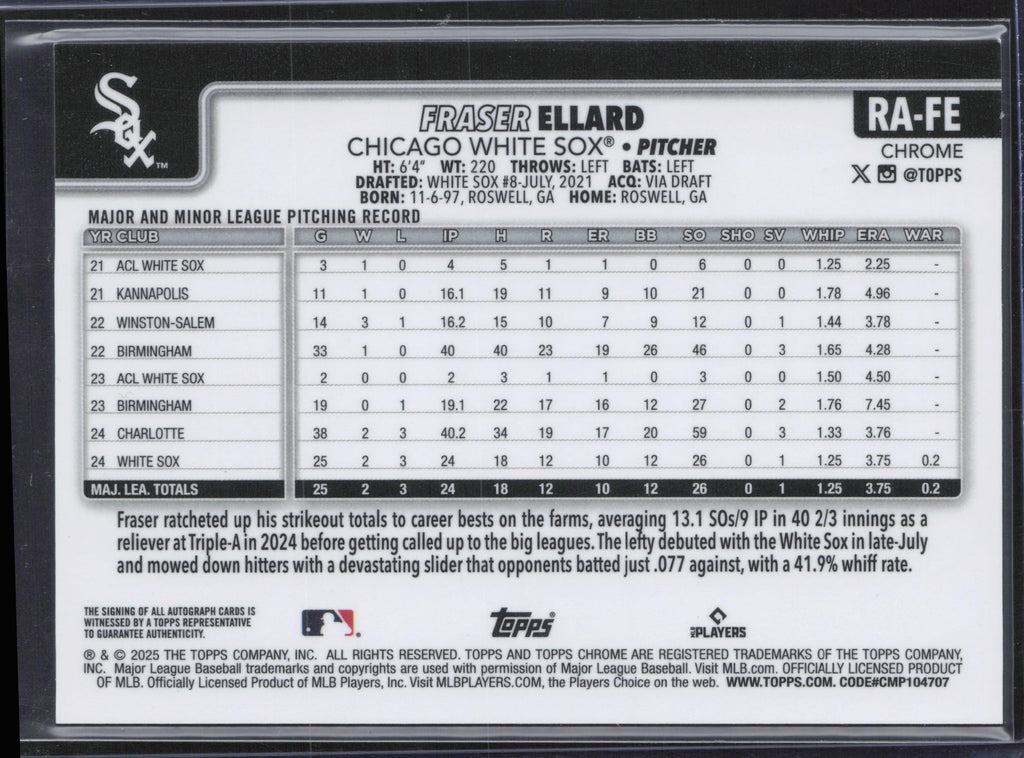 Sox™
FRASER ELLARD
RA-FE
CHICAGO WHITE SOX® • PITCHER
CHROME
HT: 6'4" WT: 220 THROWS: LEFT BATS: LEFT
X @TOPPS
DRAFTED: WHITE SOX #8-JULY, 2021 ACQ: VIA DRAFT
BORN: 11-6-97, ROSWELL, GA HOME: ROSWELL, GA
MAJOR AND MINOR LEAGUE PITCHING RECORD
YR CLUB G W L IP H R ER BB SO SHO SV WHIP ERA WAR
21 ACL WHITE SOX 3 1 0 4 5 1 1 0 6 0 0 1.25 2.25 -
21 KANNAPOLIS 11 1 0 16.1 19 11 9 10 21 0 0 1.78 4.96 -
22 WINSTON-SALEM 14 3 1 16.2 15 10 7 9 12 0 1 1.44 3.78 -
22 BIRMINGHAM 33 1 0 40 40 23 19 26 46 0 3 1.65 4.28 -
23 ACL WHITE SOX 2 0 0 2 3 1 1 0 3 0 0 1.50 4.50 -
23 BIRMINGHAM 19 0 1 19.1 22 17 16 12 27 0 2 1.76 7.45 -
24 CHARLOTTE 38 2 3 40.2 34 19 17 20 59 0 3 1.33 3.76 -
24 WHITE SOX 25 2 3 24 18 12 10 12 26 0 1 1.25 3.75 0.2
MAJ. LEA. TOTALS 25 2 3 24 18 12 10 12 26 0 1 1.25 3.75 0.2
Fraser ratcheted up his strikeout totals to career bests on the farms, averaging 13.1 SOs/9 IP in 40 2/3 innings as a
reliever at Triple-A in 2024 before getting called up to the big leagues. The lefty debuted with the White Sox in late-July
and mowed down hitters with a devastating slider that opponents batted just .077 against, with a 41.9% whiff rate.
THE SIGNING OF ALL AUTOGRAPH CARDS IS
WITNESSED BY A TOPPS REPRESENTATIVE
TO GUARANTEE AUTHENTICITY.
TOPPS®
MLB PLAYERS
® & © 2025 THE TOPPS COMPANY, INC. ALL RIGHTS RESERVED. TOPPS AND TOPPS CHROME ARE REGISTERED TRADEMARKS OF THE TOPPS COMPANY,
INC. Major League Baseball trademarks and copyrights are used with permission of Major League Baseball. Visit MLB.com. OFFICIALLY LICENSED PRODUCT
OF MLB. Officially Licensed Product of MLB Players, Inc. Visit MLBPLAYERS.COM, the Players Choice on the web. WWW.TOPPS.COM. CODE#CMP104707